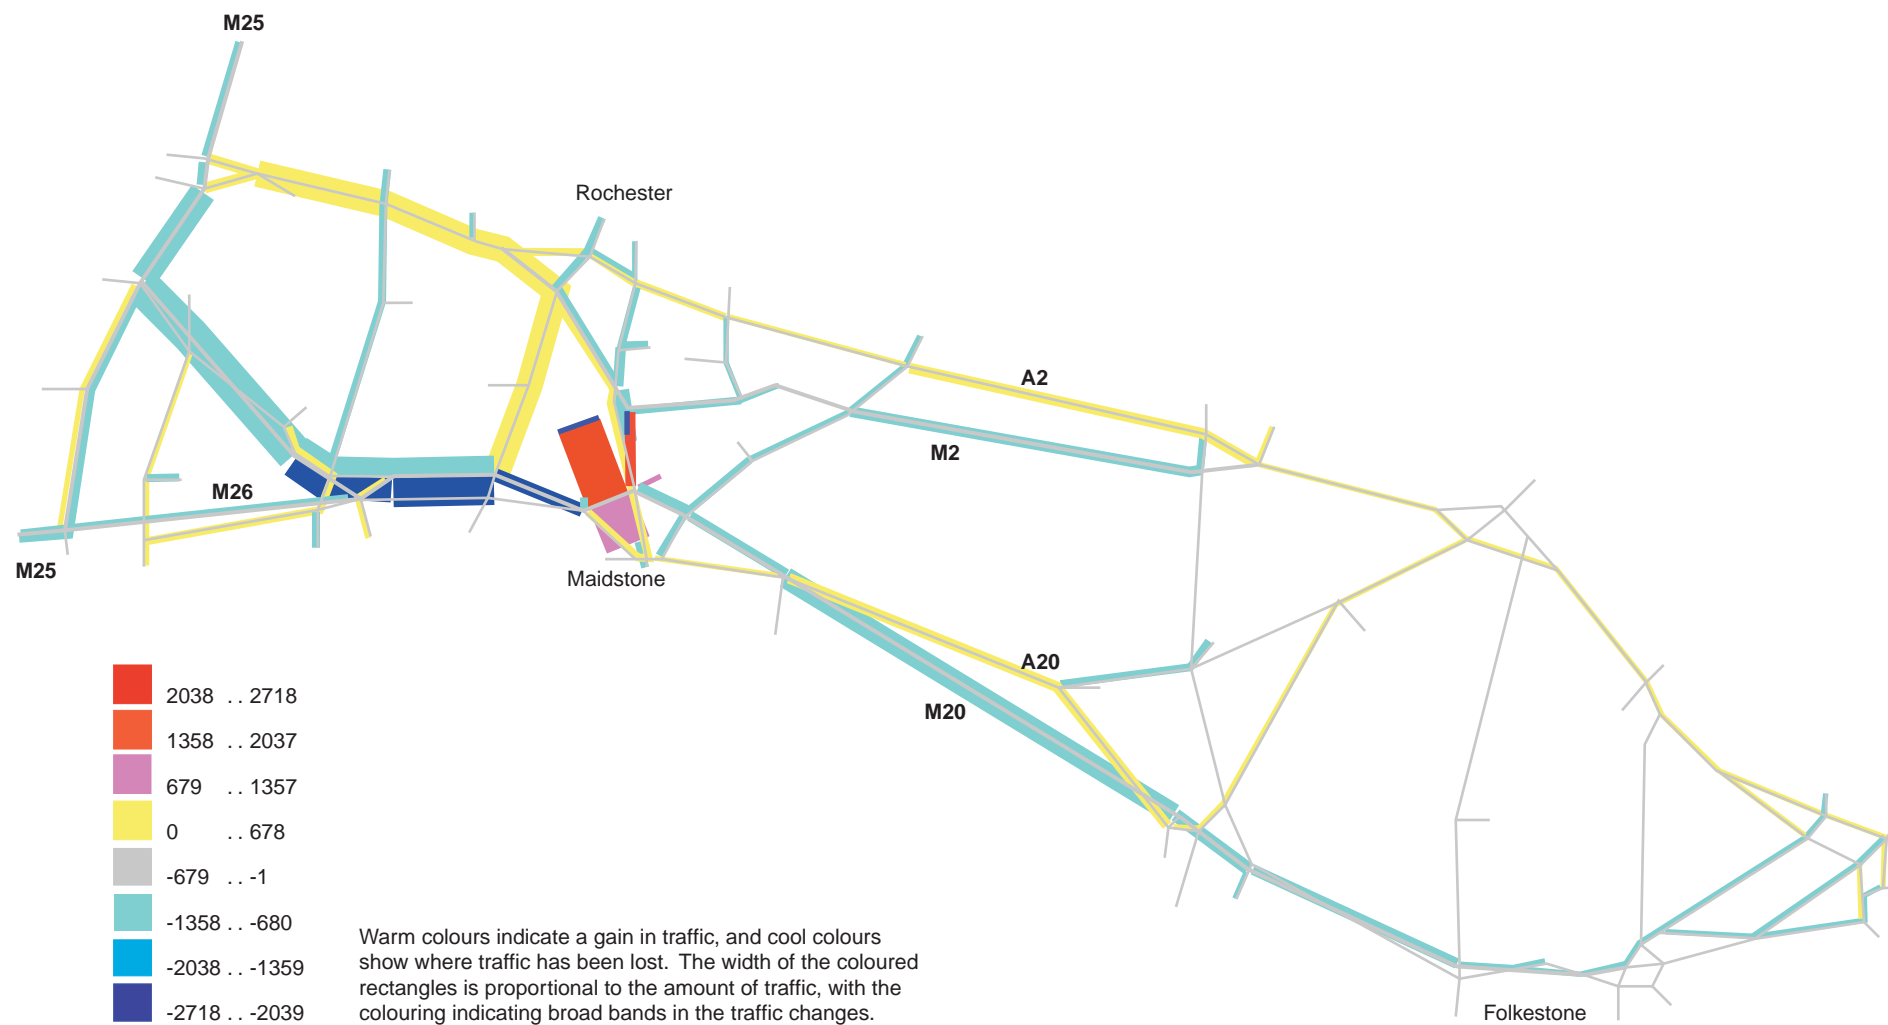 M25
Rochester
A2
M2
M26
M25
Maidstone
A20
M20
2038 . . 2718
1358 . . 2037
679 . . 1357
0 . . 678
-679 . . -1
-1358 . . -680
-2038 . . -1359
-2718 . . -2039
Warm colours indicate a gain in traffic, and cool colours
show where traffic has been lost. The width of the coloured
rectangles is proportional to the amount of traffic, with the
colouring indicating broad bands in the traffic changes.
Folkestone